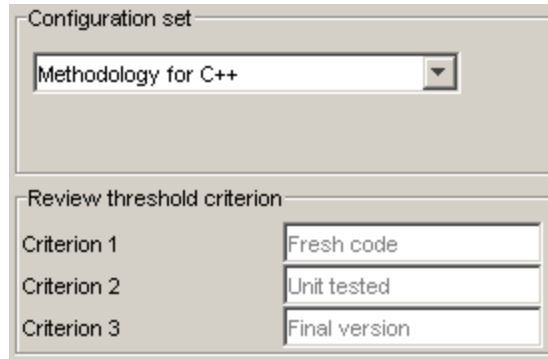 Configuration set
Methodology for C++
Review threshold criterion
Criterion 1 Fresh code
Criterion 2 Unit tested
Criterion 3 Final version